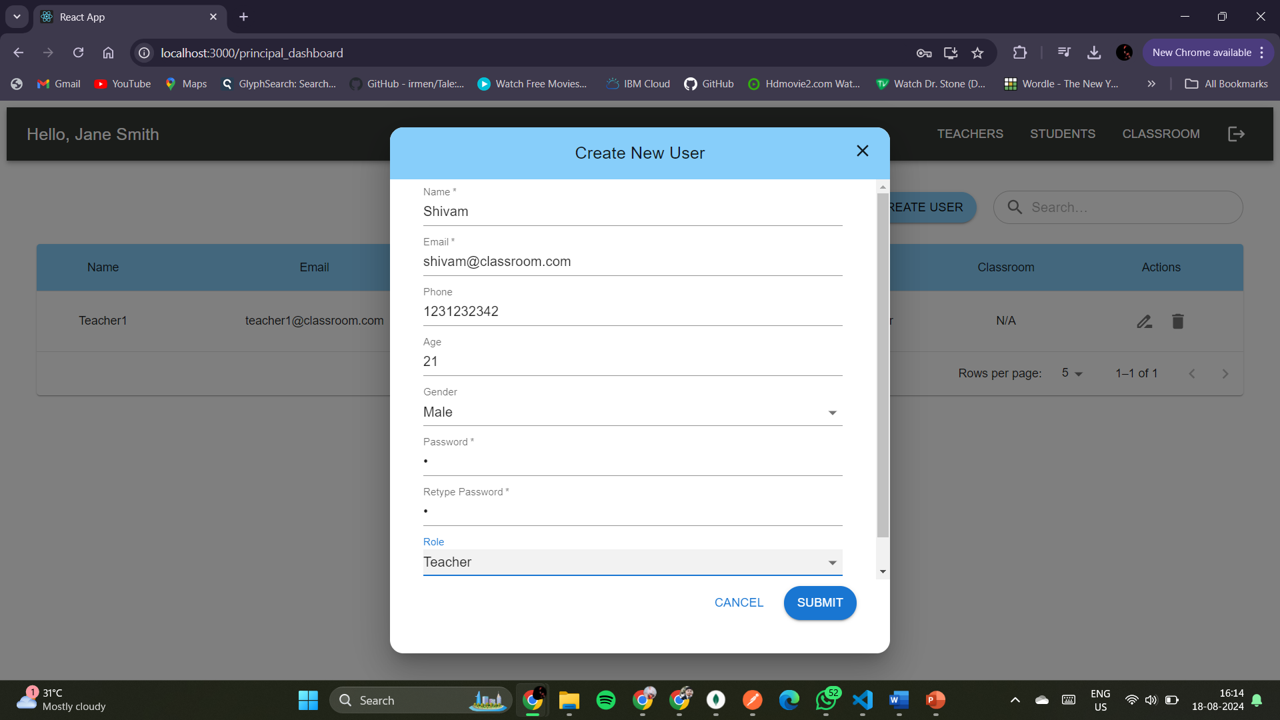 React App
localhost:3000/principal_dashboard
New Chrome available
Gmail
YouTube
Maps
GlyphSearch: Search...
GitHub - irmen/Tale:...
Watch Free Movies...
IBM Cloud
GitHub
Hdmovie2.com Wat...
Watch Dr. Stone (D...
Wordle - The New Y...
All Bookmarks
Hello, Jane Smith
TEACHERS
STUDENTS
CLASSROOM
Create New User
REATE USER
Search...
Name
Email
Classroom
Actions
Teacher1
teacher1@classroom.com
r
N/A
Rows per page:
5
1–1 of 1
Name *
Shivam
Email *
shivam@classroom.com
Phone
1231232342
Age
21
Gender
Male
Password *
•
Retype Password *
•
Role
Teacher
CANCEL
SUBMIT
1
31°C
Mostly cloudy
Search
52
ENG
US
16:14
18-08-2024